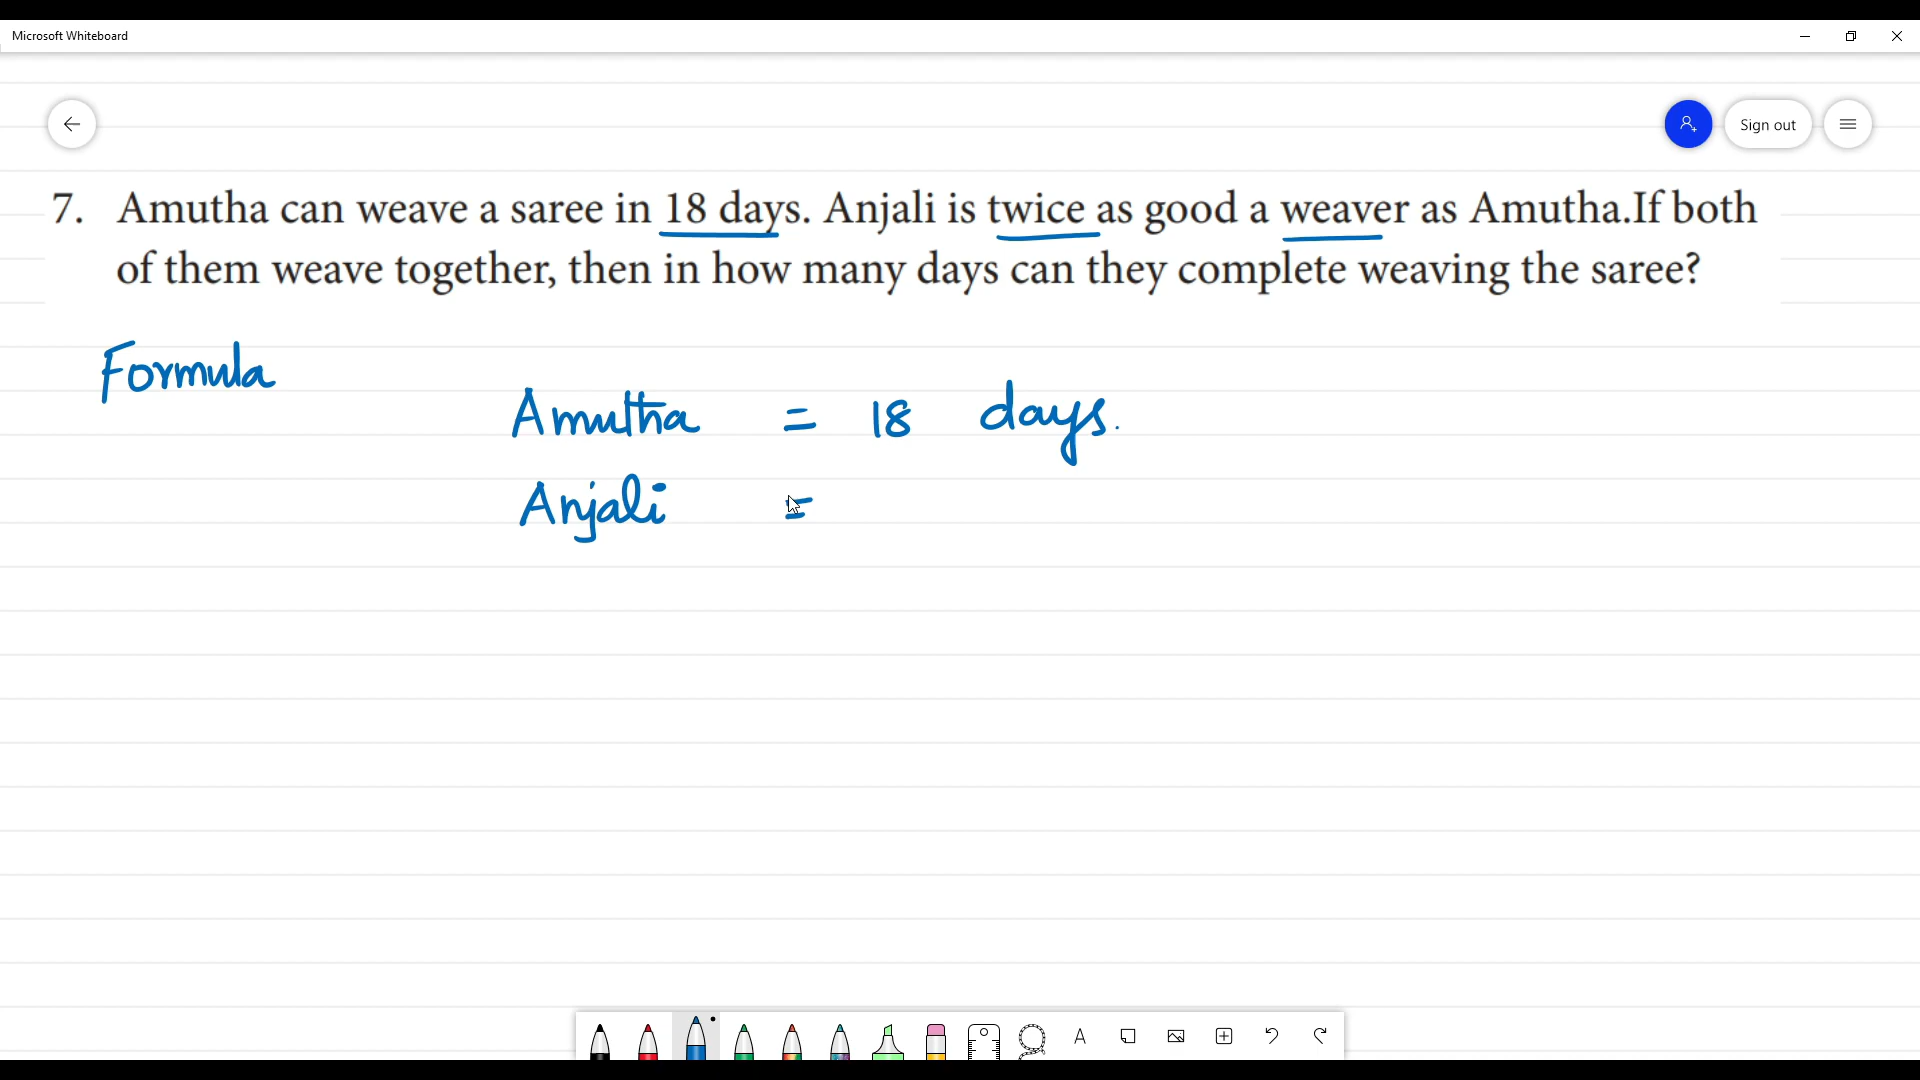 Microsoft Whiteboard
Sign out
7. Amutha can weave a saree in 18 days. Anjali is twice as good a weaver as Amutha.If both
of them weave together, then in how many days can they complete weaving the saree?
Formula
Amutha = 18 days.
Anjali =
A